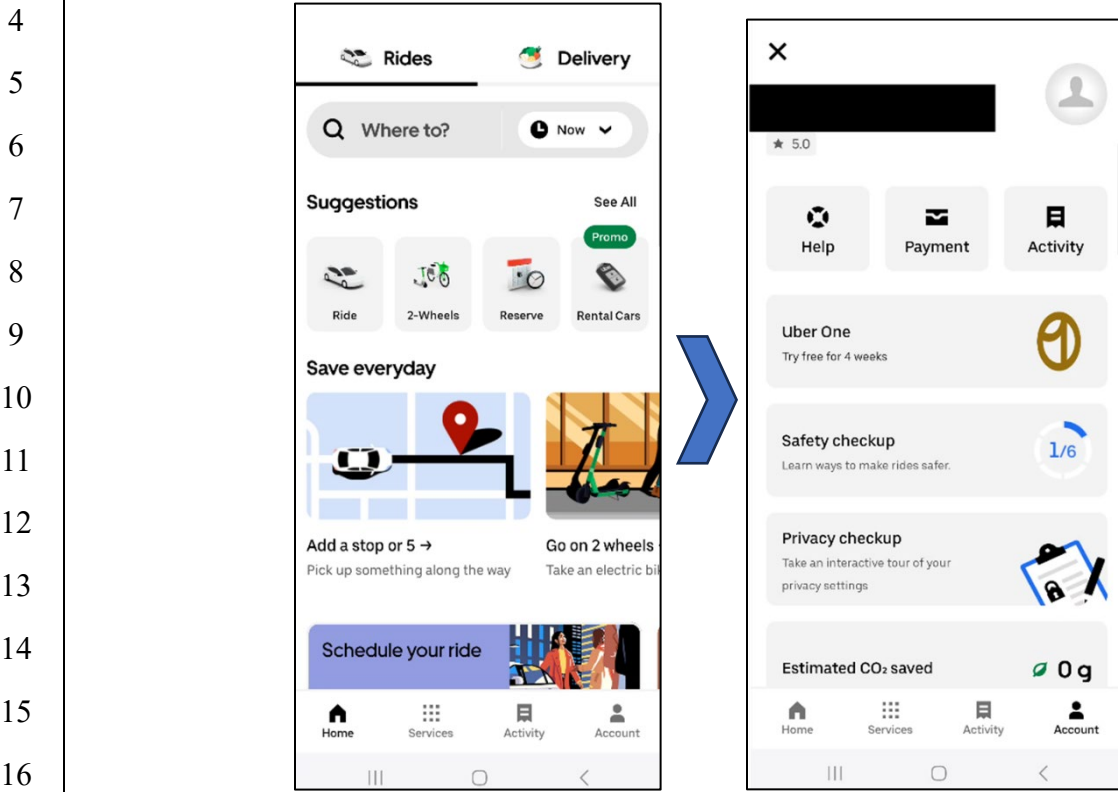 4
5
6
7
8
9
10
11
12
13
14
15
16
Rides Delivery
Where to? Now
Suggestions See All
Promo
Ride 2-Wheels Reserve Rental Cars
Save everyday
Add a stop or 5 → Go on 2 wheels
Pick up something along the way Take an electric bi
Schedule your ride
Home Services Activity Account
5.0
Help Payment Activity
Uber One
Try free for 4 weeks
Safety checkup
Learn ways to make rides safer.
1/6
Privacy checkup
Take an interactive tour of your
privacy settings
Estimated CO₂ saved 0 g
Home Services Activity Account